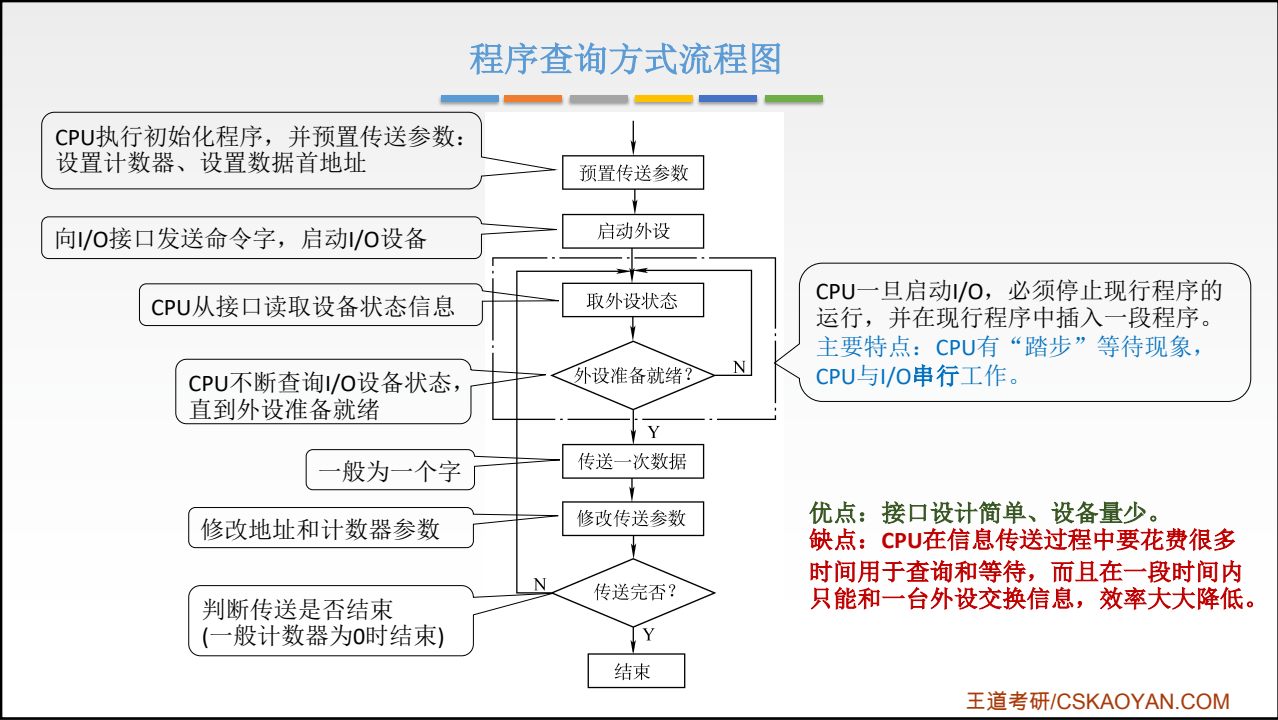 程序查询方式流程图
CPU执行初始化程序，并预置传送参数：
设置计数器、设置数据首地址
预置传送参数
向I/O接口发送命令字，启动I/O设备
启动外设
CPU从接口读取设备状态信息
取外设状态
CPU不断查询I/O设备状态，
直到外设准备就绪
外设准备就绪?
N
Y
CPU一旦启动I/O，必须停止现行程序的
运行，并在现行程序中插入一段程序。
主要特点：CPU有“踏步”等待现象，
CPU与I/O串行工作。
一般为一个字
传送一次数据
修改地址和计数器参数
修改传送参数
判断传送是否结束
(一般计数器为0时结束)
N
传送完否?
Y
结束
优点：接口设计简单、设备量少。
缺点：CPU在信息传送过程中要花费很多
时间用于查询和等待，而且在一段时间内
只能和一台外设交换信息，效率大大降低。
王道考研/CSKAOYAN.COM